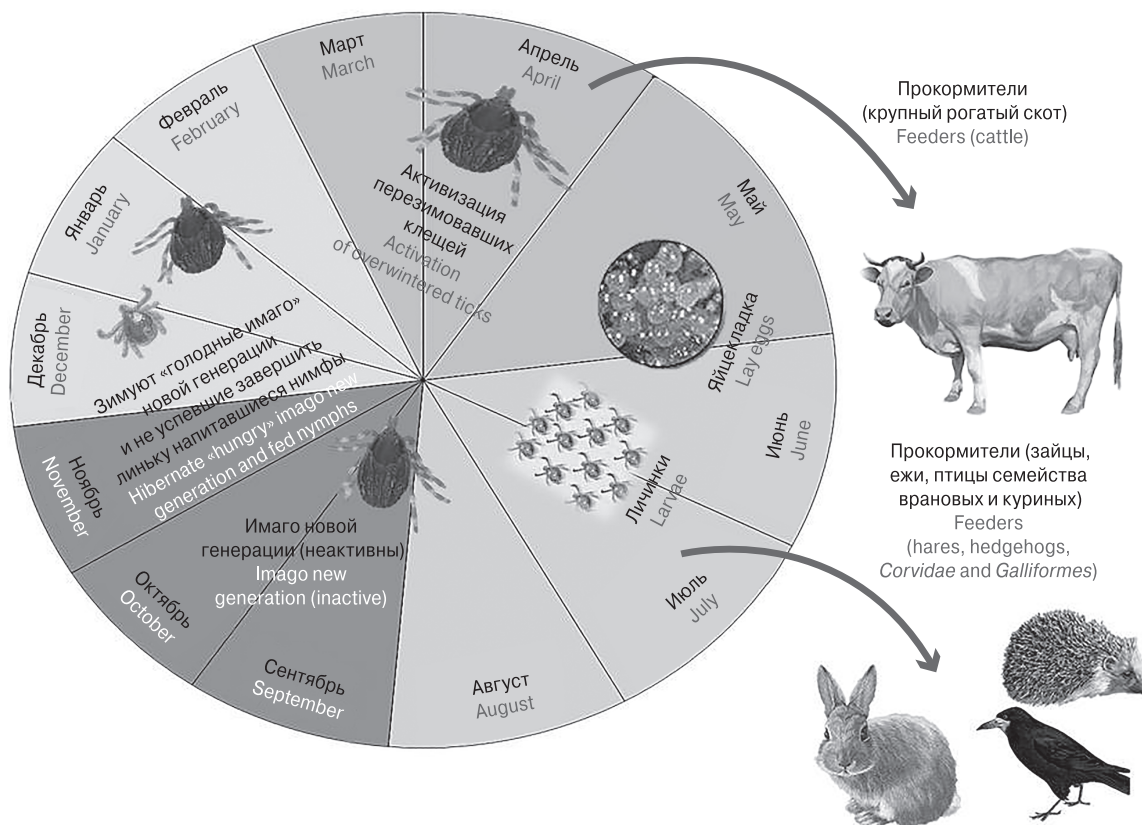 Март
March
Апрель
April
Май
May
Июнь
June
Июль
July
Август
August
Сентябрь
September
Октябрь
October
Ноябрь
November
Декабрь
December
Январь
January
Февраль
February
Активизация
перезимовавших
клещей
Activation
of overwintered ticks
Яйцекладка
Lay eggs
Личинки
Larvae
Имаго новой
генерации (неактивны)
Imago new
generation (inactive)
Зимуют «голодные имаго»
новой генерации
и не успевшие завершить
линьку напитавшиеся нимфы
Hibernate «hungry» imago new
generation and fed nymphs
Прокормители
(крупный рогатый скот)
Feeders (cattle)
Прокормители (зайцы,
ежи, птицы семейства
врановых и куриных)
Feeders
(hares, hedgehogs,
Corvidae and Galliformes)